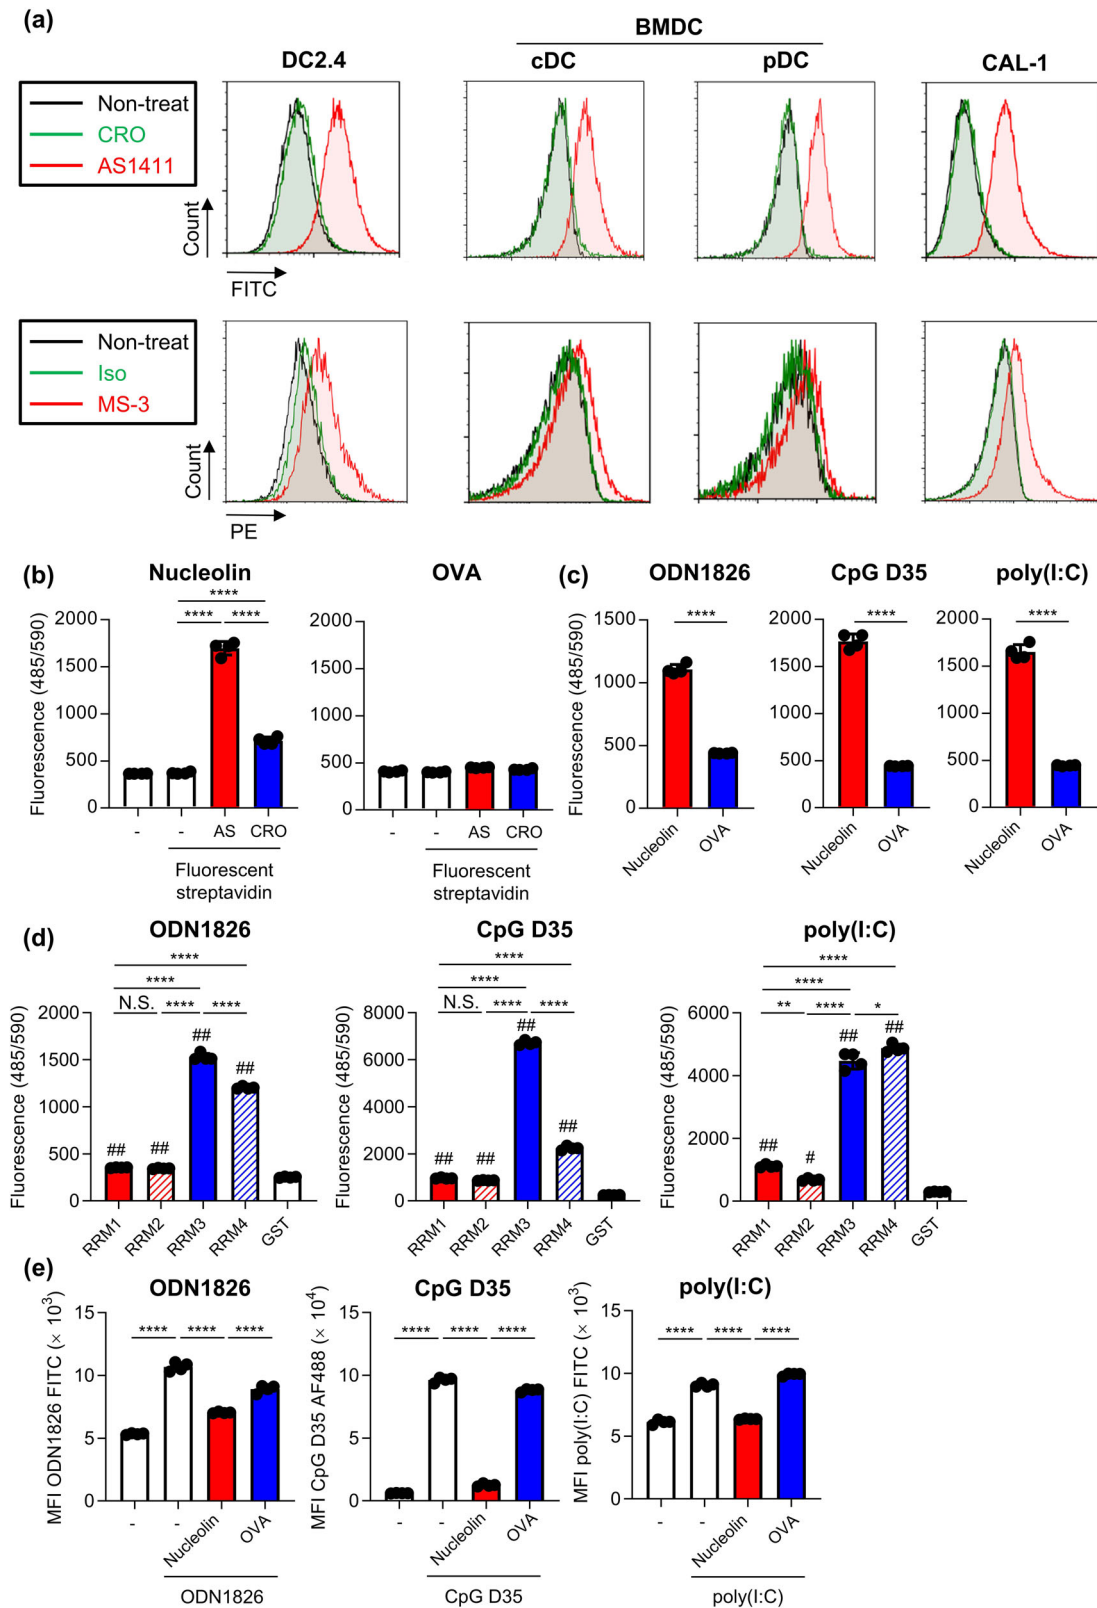 (a)
BMDC
DC2.4 cDC pDC CAL-1
Non-treat
CRO
AS1411
Count
FITC
Non-treat
Iso
MS-3
Count
PE
(b) Nucleolin OVA
Fluorescence (485/590)
2000
1500
1000
500
0
****
**** ****
- - AS CRO
Fluorescent
streptavidin
2000
1500
1000
500
0
- - AS CRO
Fluorescent
streptavidin
(c) ODN1826 CpG D35 poly(I:C)
Fluorescence (485/590)
1500
1000
500
0
****
Nucleolin OVA
2000
1500
1000
500
0
****
Nucleolin OVA
2000
1500
1000
500
0
****
Nucleolin OVA
(d) ODN1826 CpG D35 poly(I:C)
Fluorescence (485/590)
2000
1500
1000
500
0
****
****
N.S. **** ****
## ## ## ##
RRM1 RRM2 RRM3 RRM4 GST
Fluorescence (485/590)
8000
6000
4000
2000
0
****
****
N.S. **** ****
## ## ## ##
RRM1 RRM2 RRM3 RRM4 GST
Fluorescence (485/590)
6000
4000
2000
0
****
****
** **** *
## # ## ##
RRM1 RRM2 RRM3 RRM4 GST
(e) ODN1826 CpG D35 poly(I:C)
MFI ODN1826 FITC (× 10³)
15
10
5
0
**** **** ****
- - Nucleolin OVA
ODN1826
MFI CpG D35 AF488 (× 10⁴)
15
10
5
0
**** **** ****
- - Nucleolin OVA
CpG D35
MFI poly(I:C) FITC (× 10³)
15
10
5
0
**** **** ****
- - Nucleolin OVA
poly(I:C)